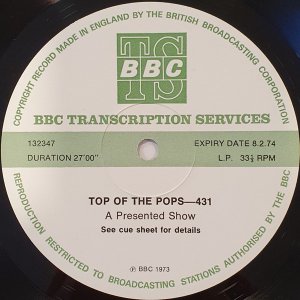 COPYRIGHT RECORD MADE IN ENGLAND BY THE BRITISH BROADCASTING CORPORATION
TS
BBC
BBC TRANSCRIPTION SERVICES
132347 EXPIRY DATE 8.2.74
DURATION 27'00" L.P. 33⅓ RPM
TOP OF THE POPS—431
A Presented Show
See cue sheet for details
Ⓟ BBC 1973
REPRODUCTION RESTRICTED TO BROADCASTING STATIONS AUTHORISED BY THE BBC